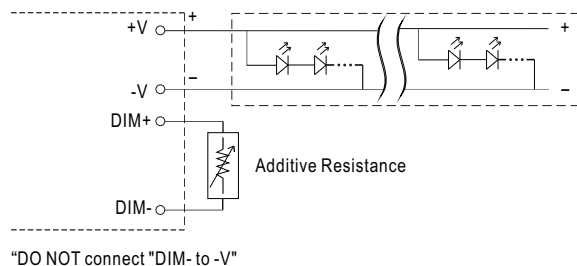 +V
+
+
-V
−
−
DIM+
Additive Resistance
DIM-
“DO NOT connect "DIM- to -V"